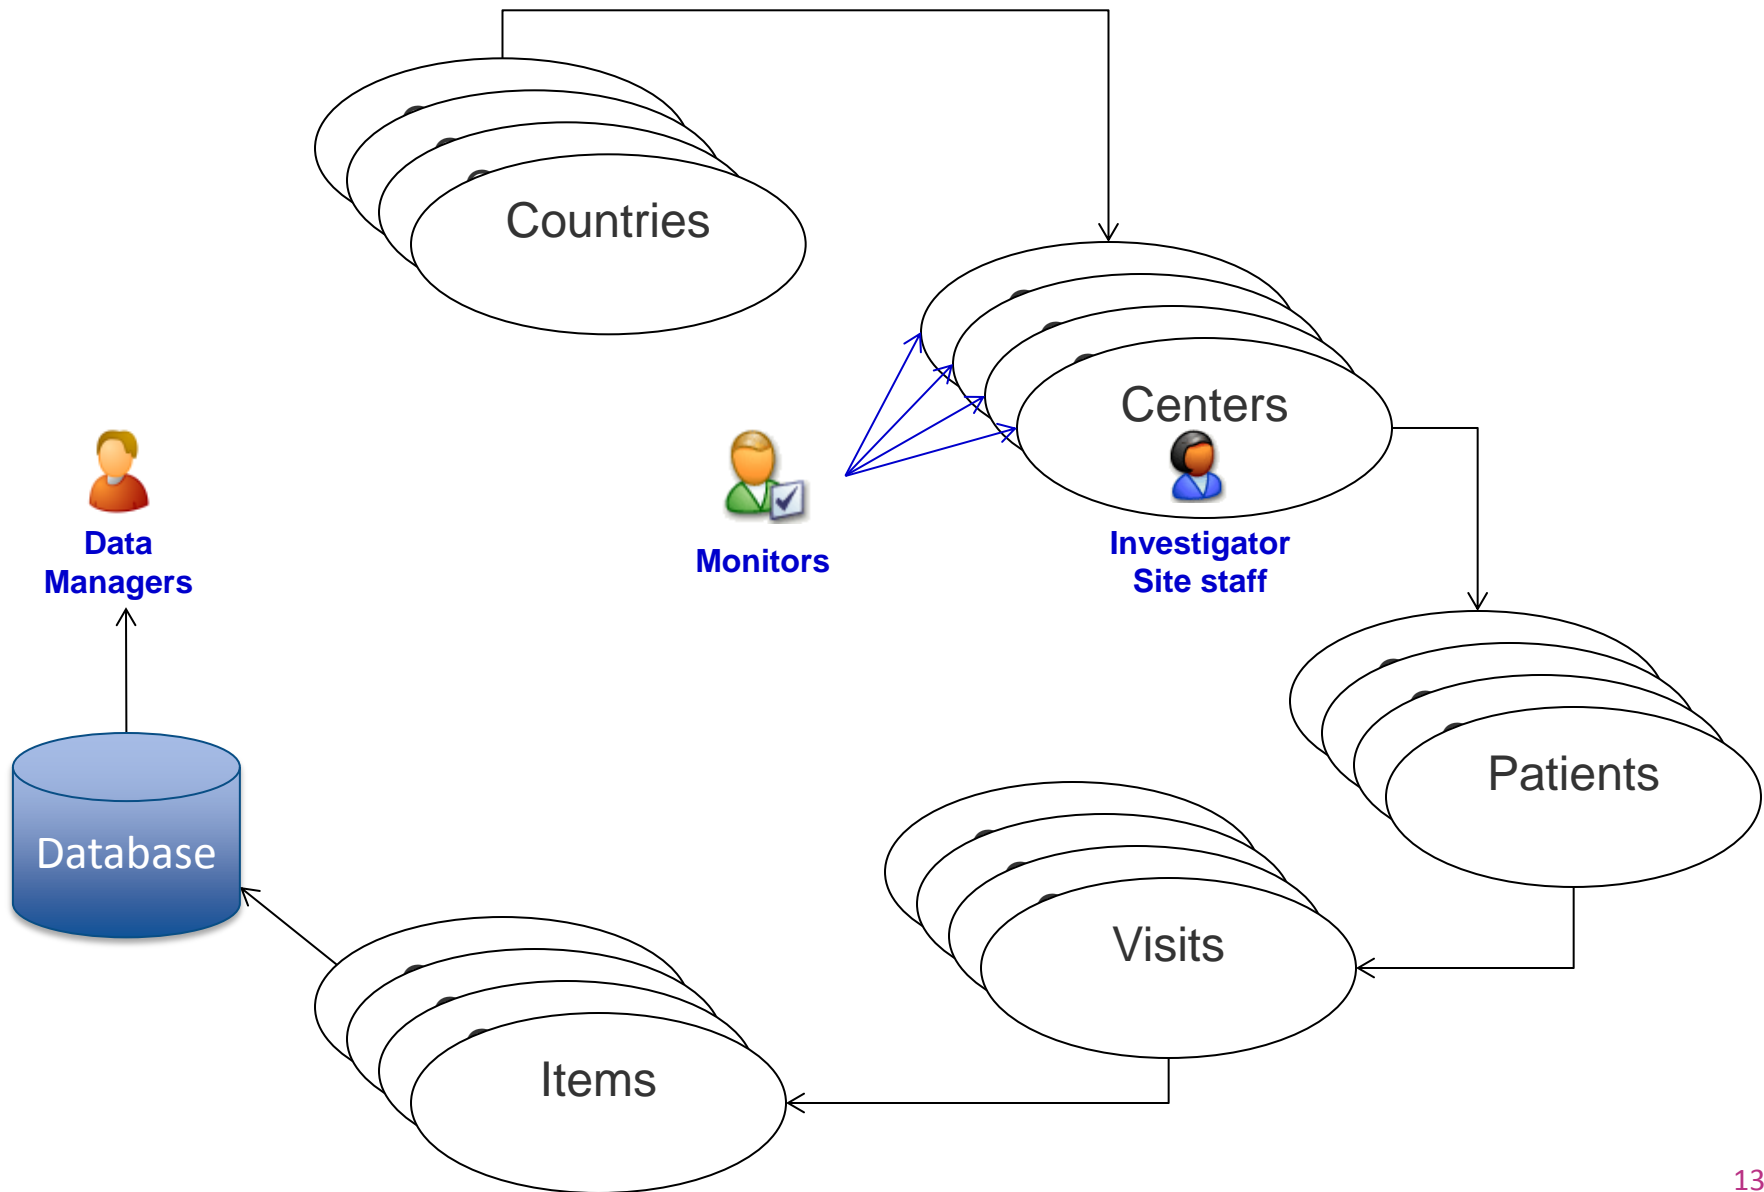 Countries
Centers
Data
Managers
Monitors
Investigator
Site staff
Patients
Database
Visits
Items
13